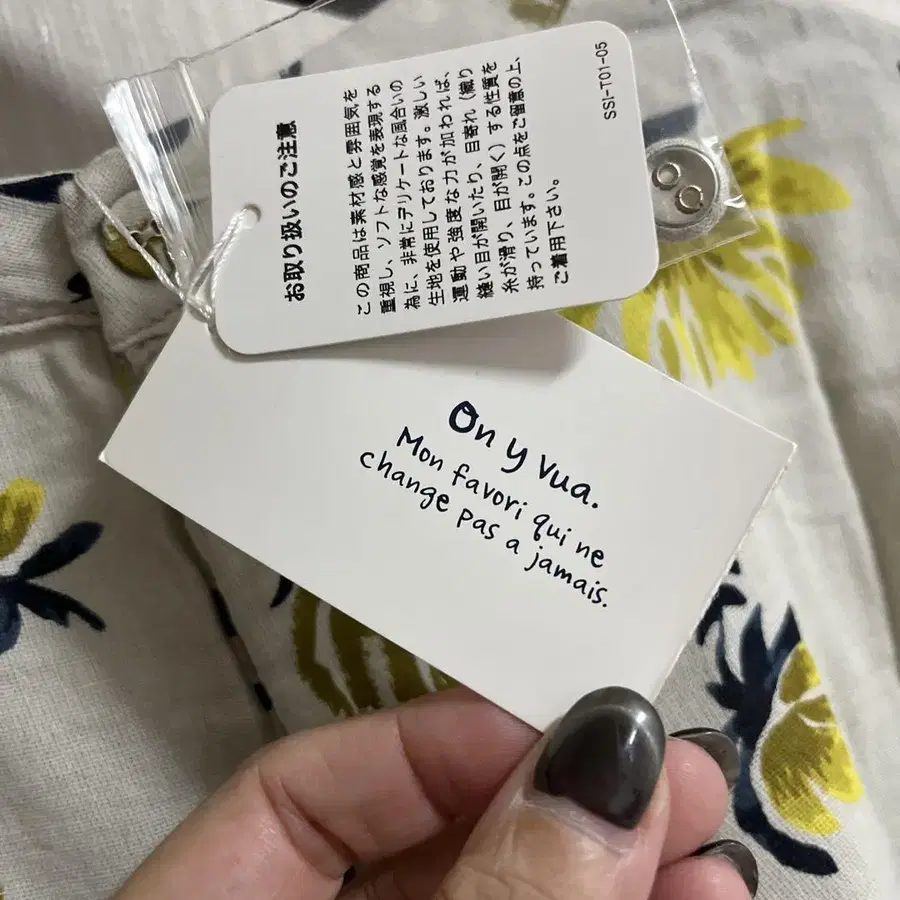 お取り扱いのご注意
この商品は素材感と雰囲気を
重視し、ソフトな感覚を表現する
為に、非常にデリケートな風合いの
生地を使用しております。激しい
運動や強度な力が加われば、
縫い目が開いたり、目寄れ（織り
糸が滑り、目が開く）する性質を
持っています。この点をご留意の上、
ご着用下さい。
SSI-T01-05
On y vua.
Mon favori qui ne
change pas a jamais.